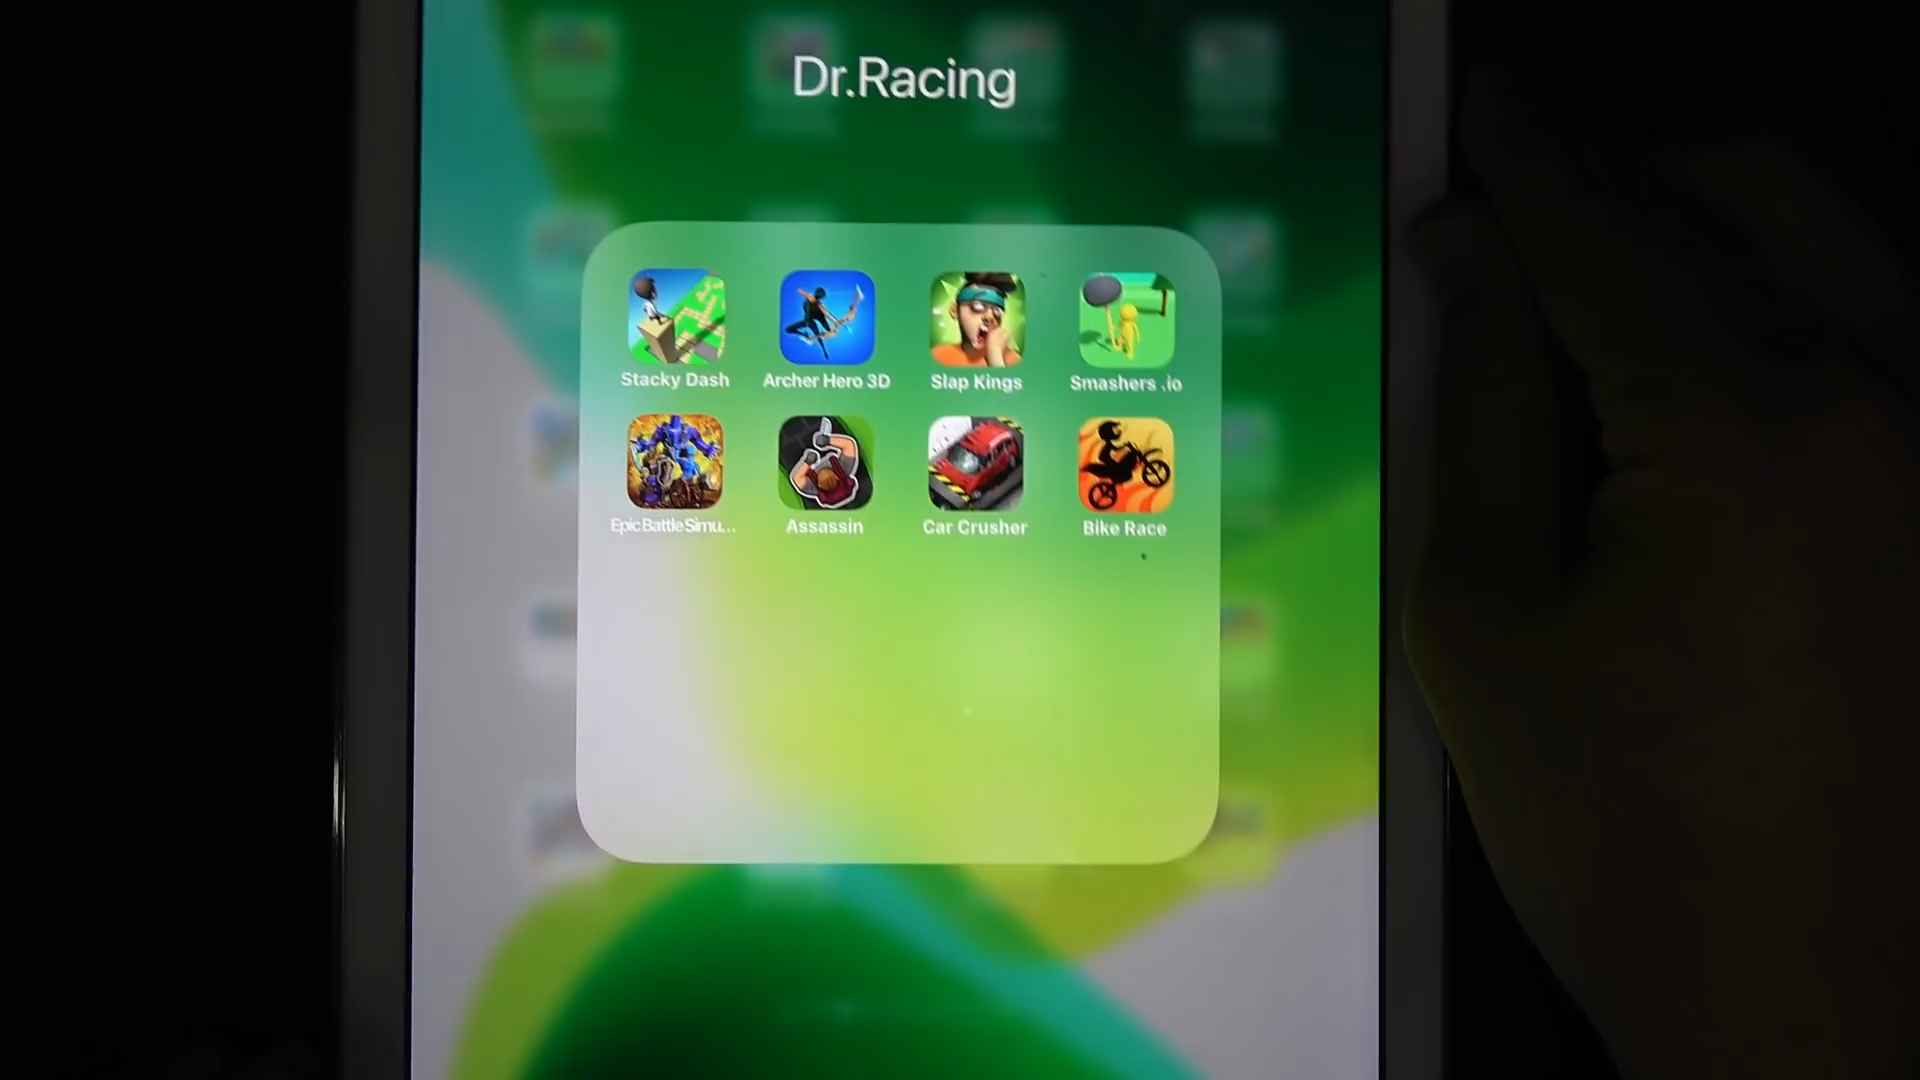 Dr.Racing
Stacky Dash
Archer Hero 3D
Slap Kings
Smashers .io
Epic Battle Simu...
Assassin
Car Crusher
Bike Race